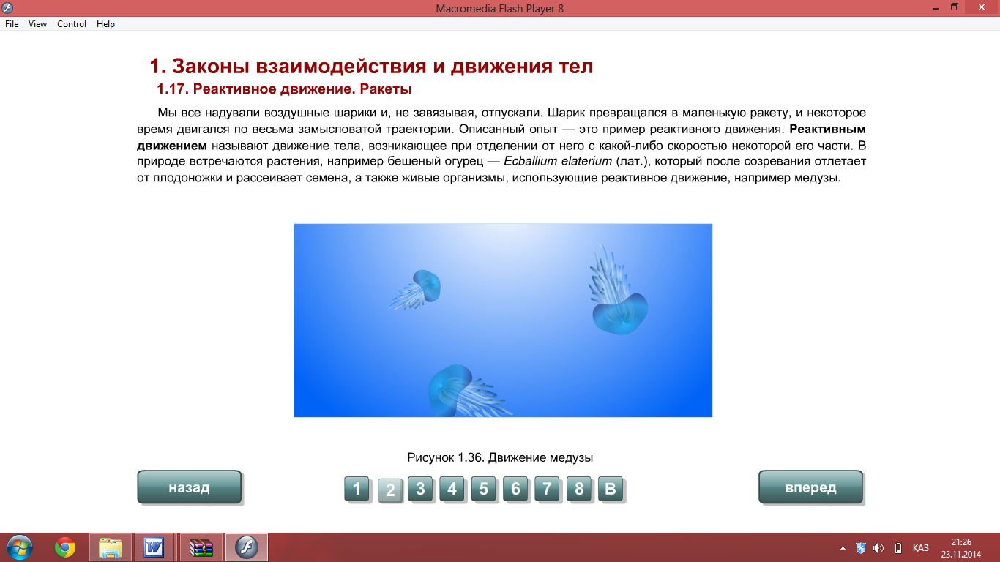 Macromedia Flash Player 8
File View Control Help
1. Законы взаимодействия и движения тел
1.17. Реактивное движение. Ракеты
Мы все надували воздушные шарики и, не завязывая, отпускали. Шарик превращался в маленькую ракету, и некоторое
время двигался по весьма замысловатой траектории. Описанный опыт — это пример реактивного движения. Реактивным
движением называют движение тела, возникающее при отделении от него с какой-либо скоростью некоторой его части. В
природе встречаются растения, например бешеный огурец — Ecballium elaterium (лат.), который после созревания отлетает
от плодоножки и рассеивает семена, а также живые организмы, использующие реактивное движение, например медузы.
Рисунок 1.36. Движение медузы
назад 1 2 3 4 5 6 7 8 В вперед
ҚАЗ 21:26
23.11.2014